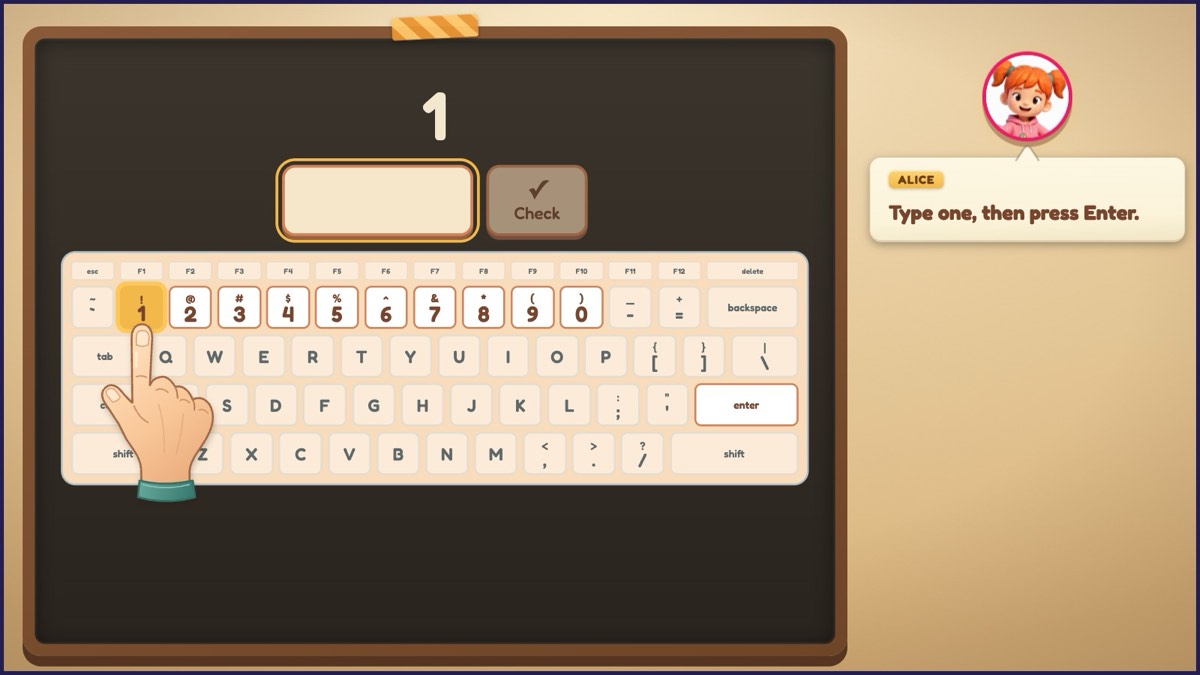 1
✓
Check
ALICE
Type one, then press Enter.
esc F1 F2 F3 F4 F5 F6 F7 F8 F9 F10 F11 F12 delete
~ ! @ # $ % ^ & * ( ) _ +
` 1 2 3 4 5 6 7 8 9 0 - = backspace
tab Q W E R T Y U I O P { [ } ] | \
S D F G H J K L : ; " ' enter
shift Z X C V B N M < , > . ? / shift